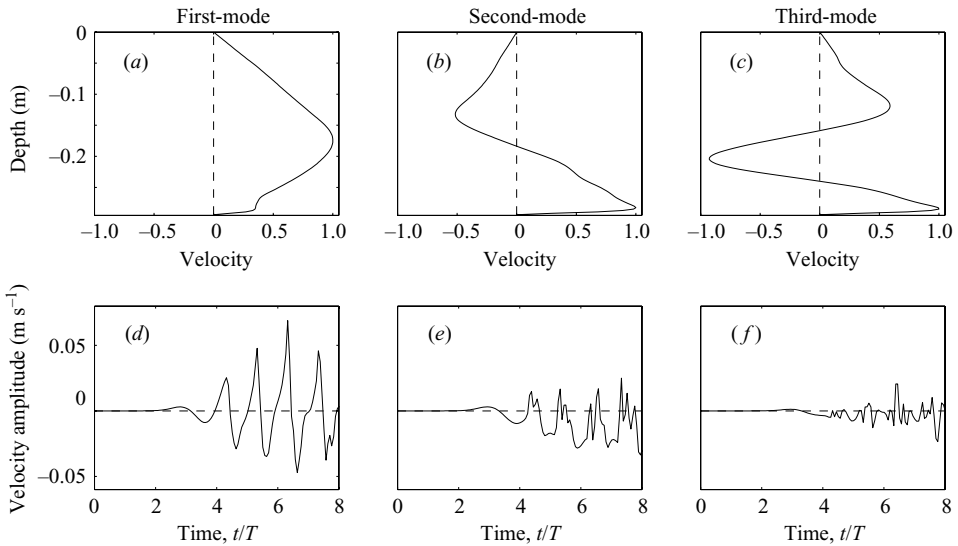 First-mode Second-mode Third-mode
0
(a) (b) (c)
–0.1
Depth (m)
–0.2
–1.0 –0.5 0 0.5 1.0 –1.0 –0.5 0 0.5 1.0 –1.0 –0.5 0 0.5 1.0
Velocity Velocity Velocity
Velocity amplitude (m s–1)
(d) (e) (f)
0.05
0
–0.05
0 2 4 6 8 0 2 4 6 8 0 2 4 6 8
Time, t/T Time, t/T Time, t/T